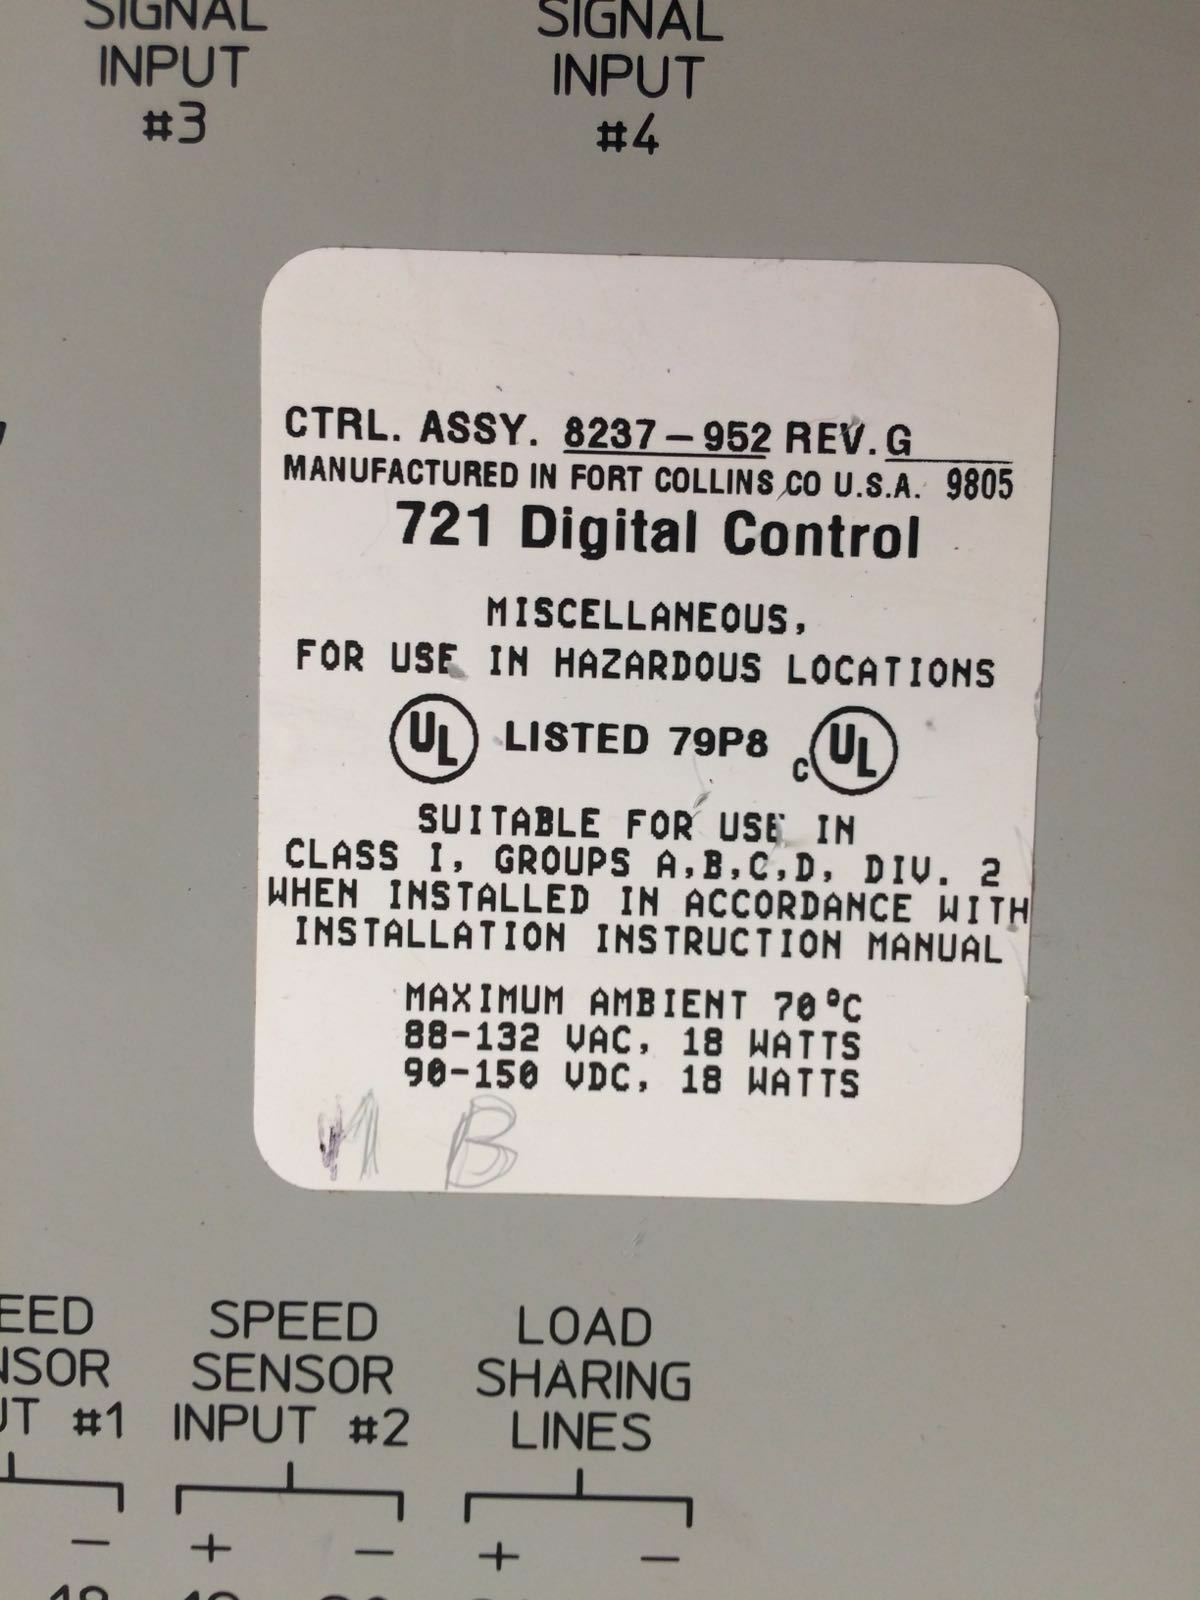 SIGNAL
INPUT
#3
SIGNAL
INPUT
#4
CTRL. ASSY. 8237-952 REV. G
MANUFACTURED IN FORT COLLINS, CO U.S.A. 9805
721 Digital Control
MISCELLANEOUS,
FOR USE IN HAZARDOUS LOCATIONS
UL LISTED 79P8 C UL
SUITABLE FOR USE IN
CLASS I, GROUPS A,B,C,D, DIV. 2
WHEN INSTALLED IN ACCORDANCE WITH
INSTALLATION INSTRUCTION MANUAL
MAXIMUM AMBIENT 70°C
88-132 VAC, 18 WATTS
90-150 VDC, 18 WATTS
B
EED
NSOR
UT #1
SPEED
SENSOR
INPUT #2
LOAD
SHARING
LINES
− + − + −